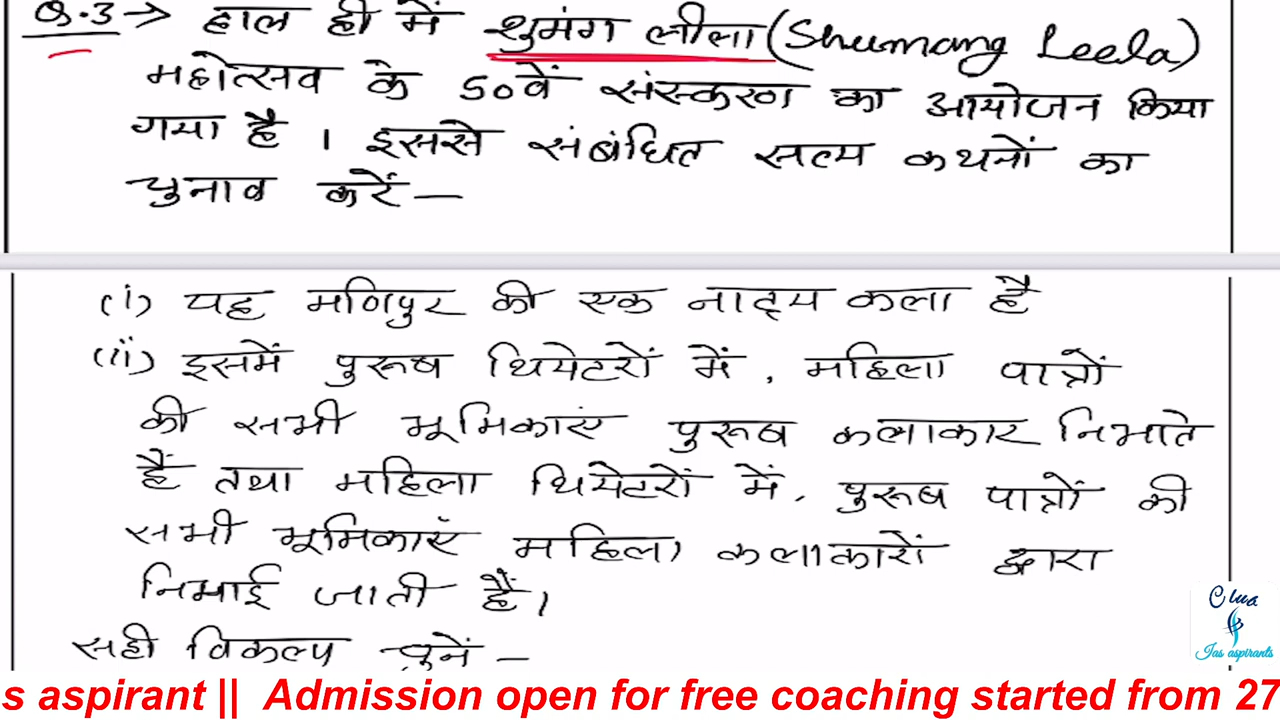 Q.3→ हाल ही में शुमंग लीला (Shumang Leela)
महोत्सव के 50वें संस्करण का आयोजन किया
गया है । इससे संबंधित सत्य कथनों का
चुनाव करें —
(i) यह मणिपुर की एक नाट्य कला है
(ii) इसमें पुरूष थियेटरों में, महिला पात्रों
की सभी भूमिकाएं पुरूष कलाकार निभाते
हैं तथा महिला थियेटरों में, पुरूष पात्रों की
सभी भूमिकाएं महिला कलाकारों द्वारा
निभाई जाती हैं।
सही विकल्प चुनें —
Ias aspirants
s aspirant || Admission open for free coaching started from 27